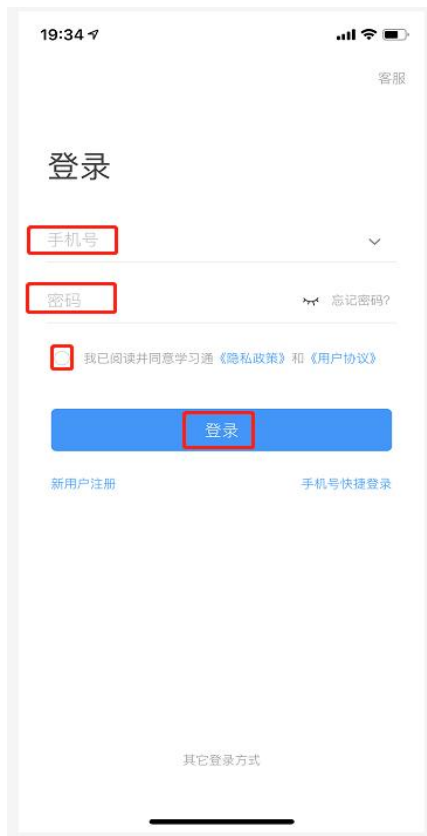 19:34
客服
登录
手机号
密码 忘记密码?
我已阅读并同意学习通《隐私政策》和《用户协议》
登录
新用户注册 手机号快捷登录
其它登录方式